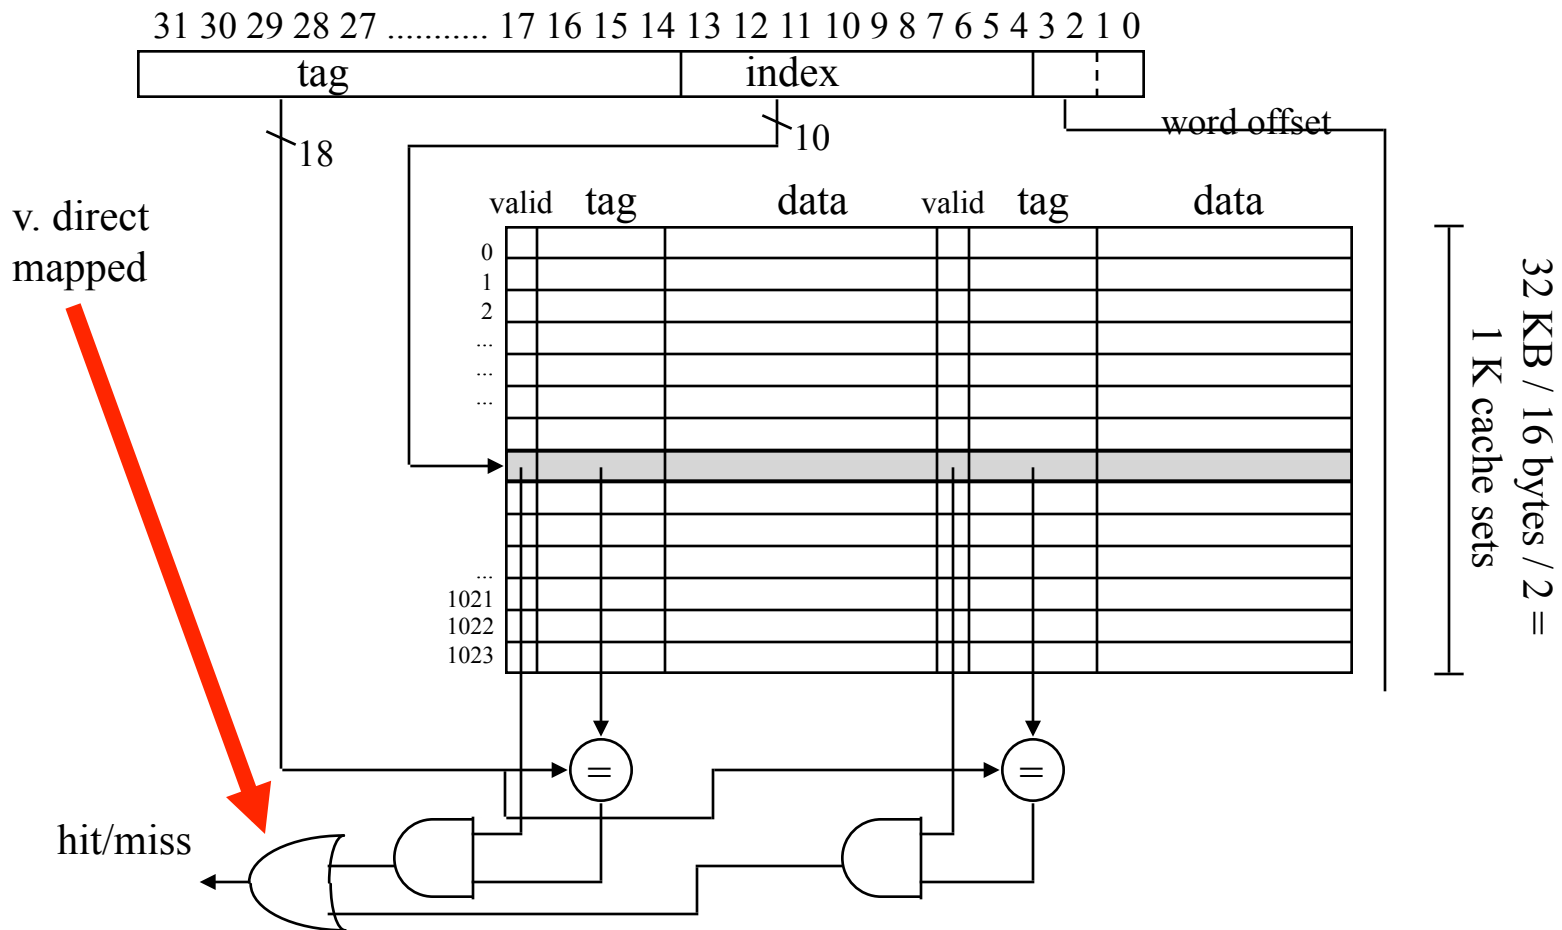 31 30 29 28 27 ........... 17 16 15 14 13 12 11 10 9 8 7 6 5 4 3 2 1 0
tag index
word offset
18
10
v. direct
mapped
valid tag data valid tag data
0
1
2
...
...
...
...
1021
1022
1023
32 KB / 16 bytes / 2 =
1 K cache sets
= =
hit/miss